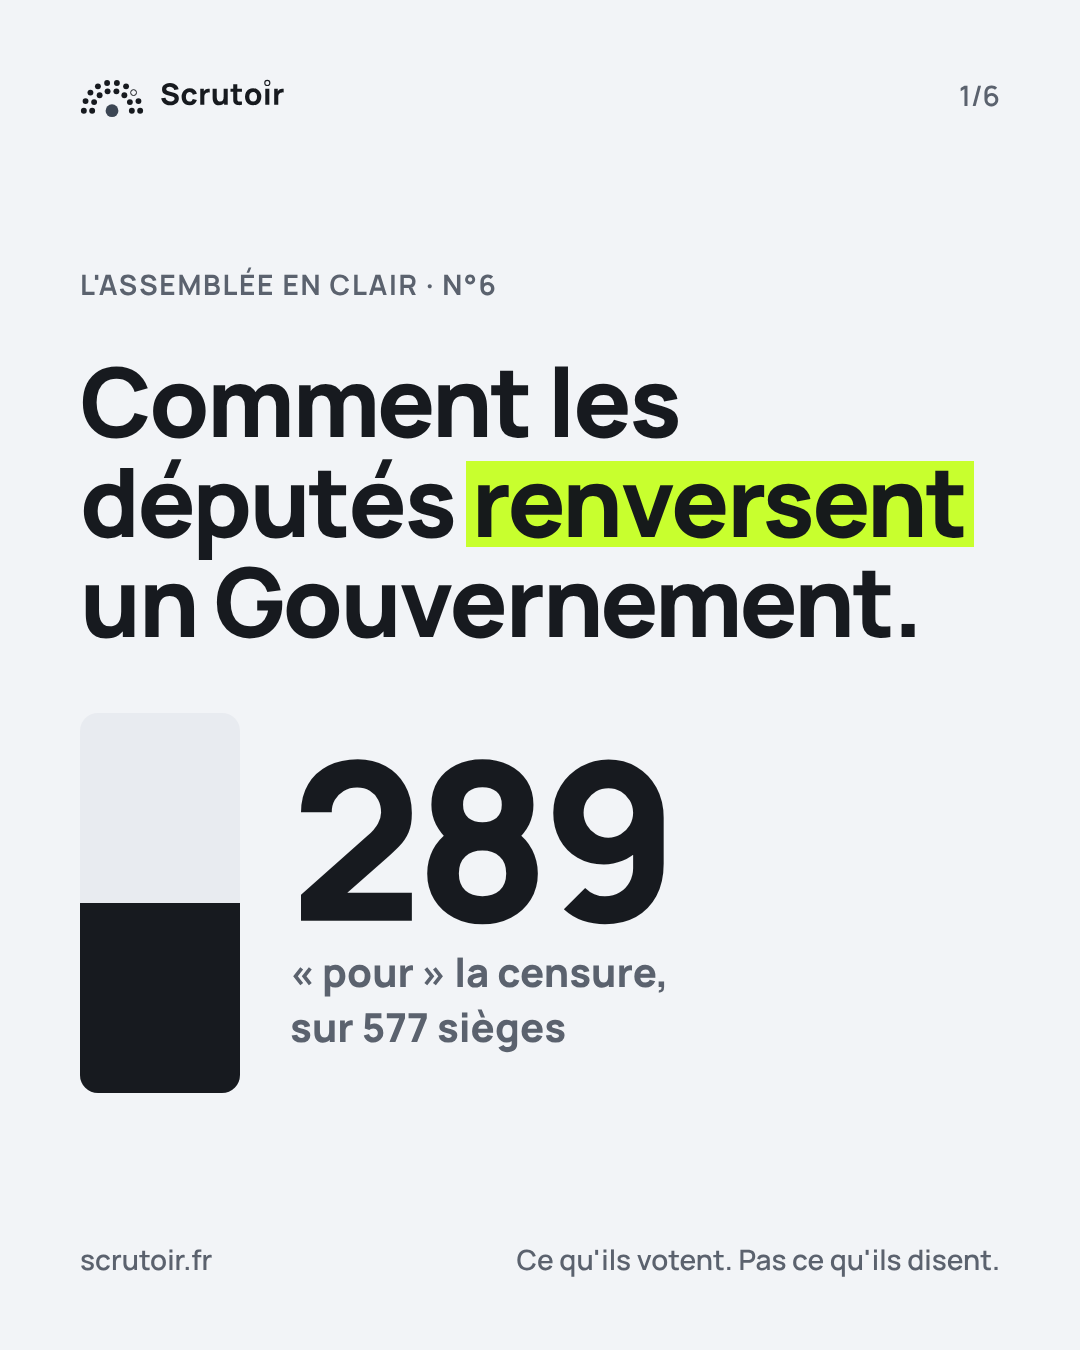 Scrutoir
1/6
L'ASSEMBLÉE EN CLAIR · N°6
Comment les
députés renversent
un Gouvernement.
289
« pour » la censure,
sur 577 sièges
scrutoir.fr
Ce qu'ils votent. Pas ce qu'ils disent.